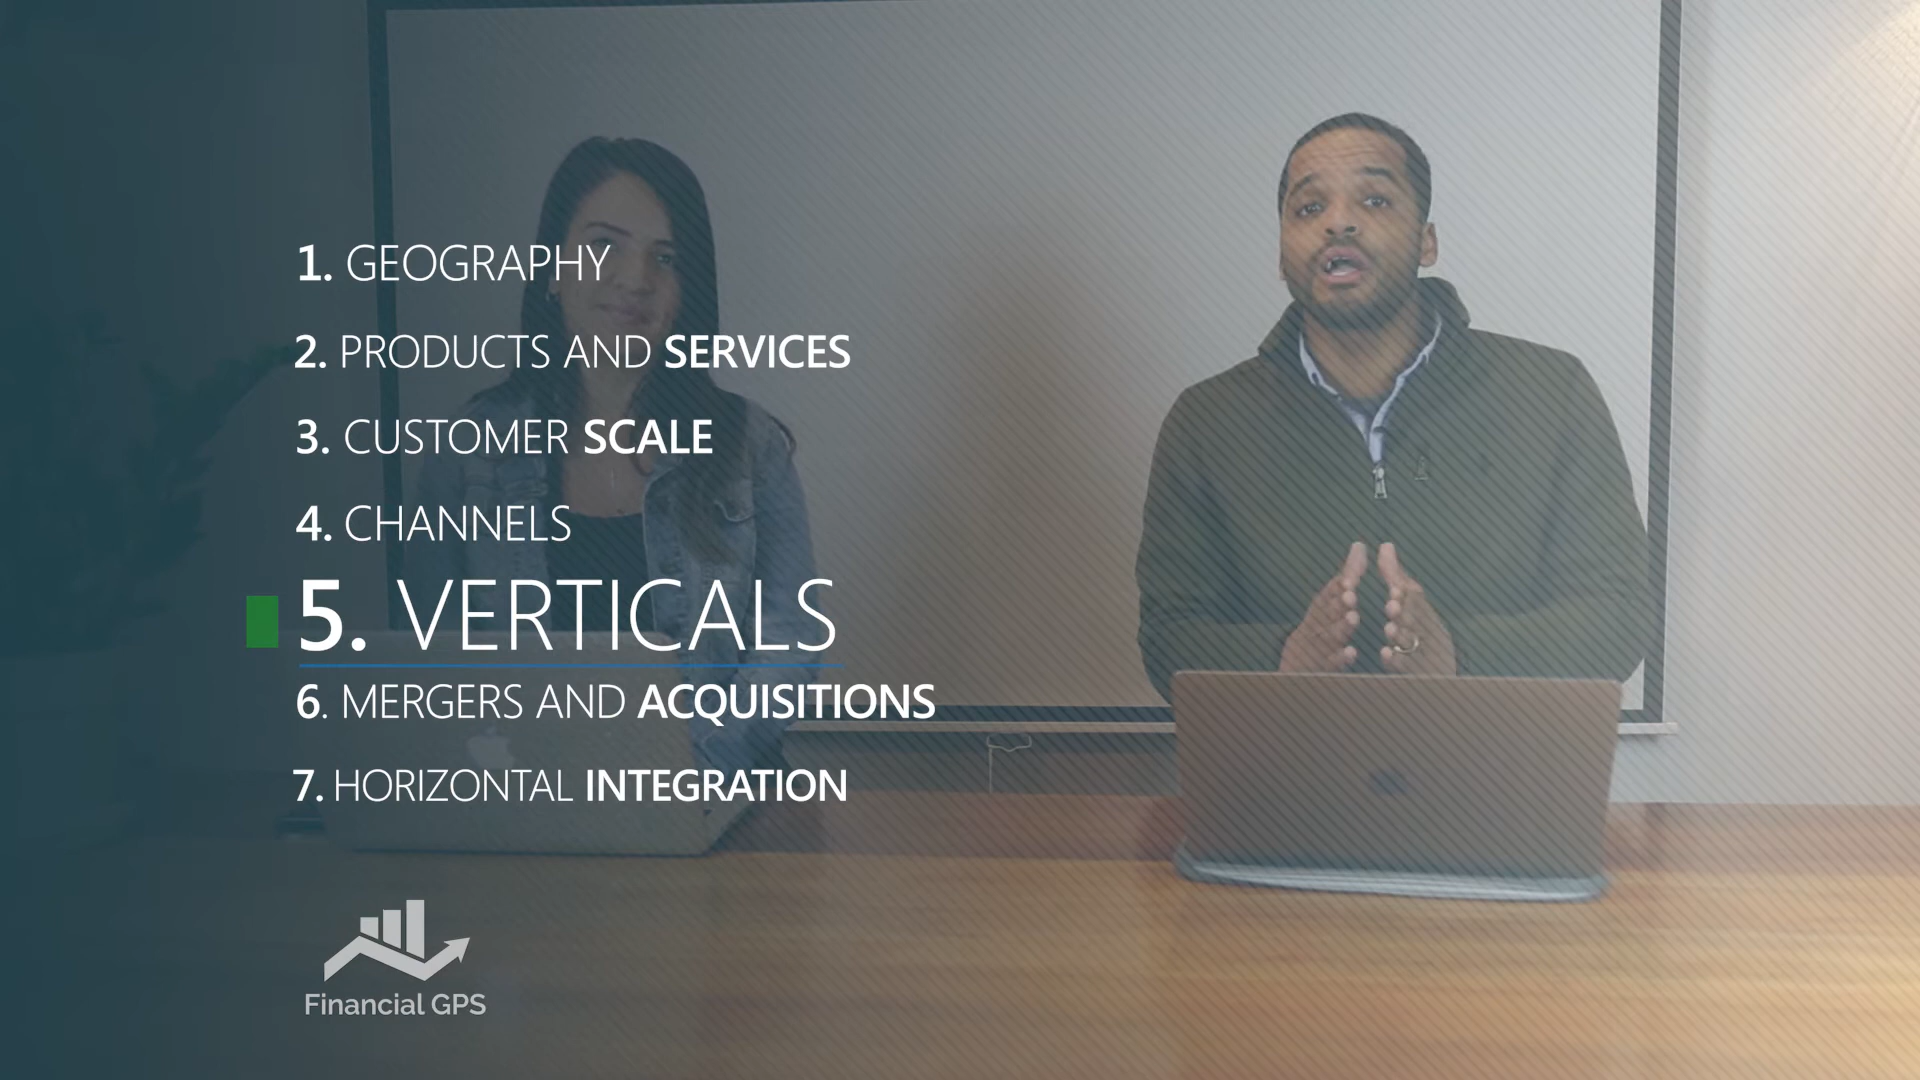 1. GEOGRAPHY
2. PRODUCTS AND SERVICES
3. CUSTOMER SCALE
4. CHANNELS
5. VERTICALS
6. MERGERS AND ACQUISITIONS
7. HORIZONTAL INTEGRATION
Financial GPS